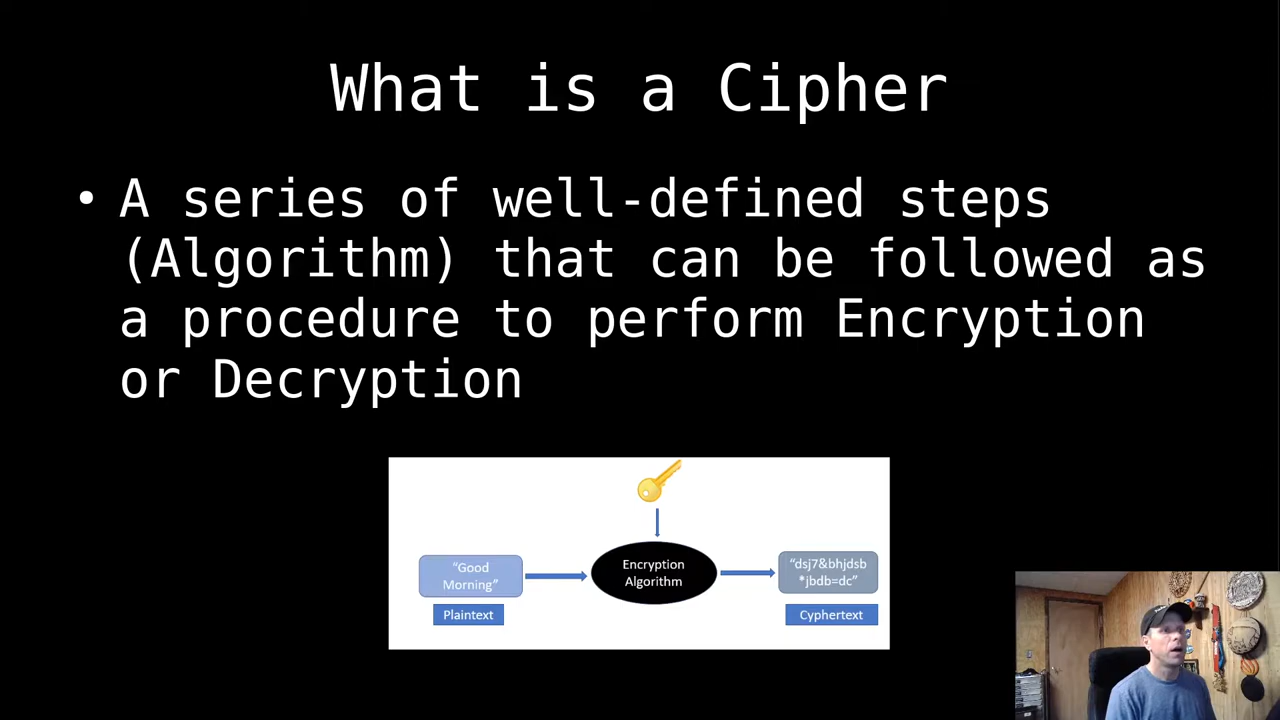 What is a Cipher
• A series of well-defined steps
(Algorithm) that can be followed as
a procedure to perform Encryption
or Decryption
"Good
Morning"
Plaintext
Encryption
Algorithm
"dsj7&bhjdsb
*jbdb=dc"
Cyphertext